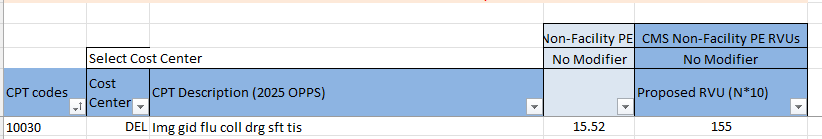 Non-Facility PE CMS Non-Facility PE RVUs
Select Cost Center No Modifier No Modifier
CPT codes Cost Center CPT Description (2025 OPPS) Proposed RVU (N*10)
10030 DEL Img gid flu coll drg sft tis 15.52 155